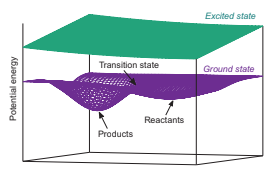 Excited state
Ground state
Transition state
Potential energy
Reactants
Products